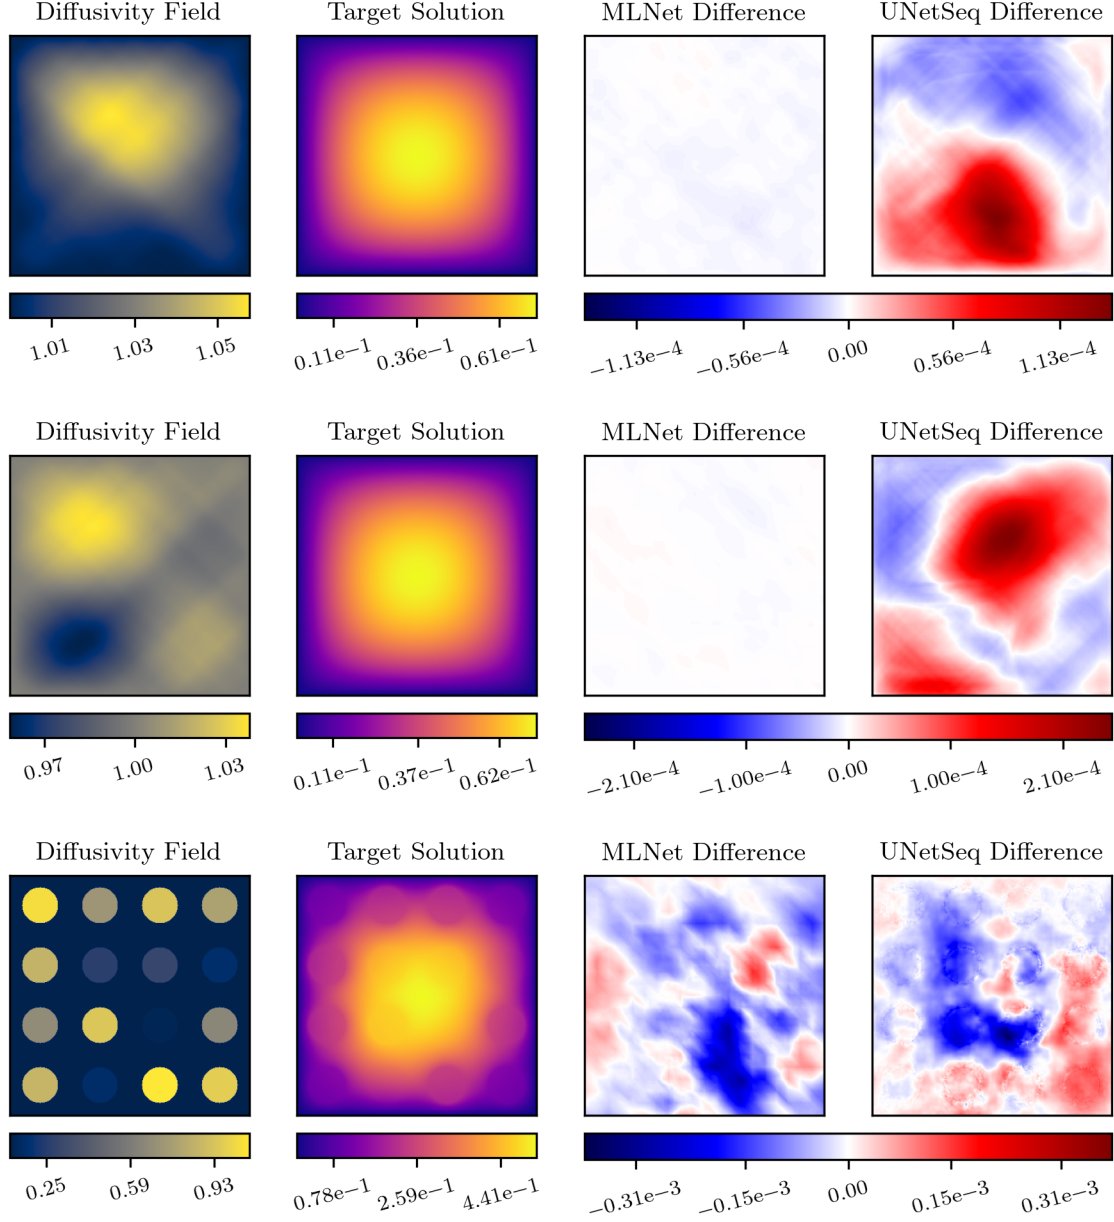 Diffusivity Field Target Solution MLNet Difference UNetSeq Difference
1.01 1.03 1.05 0.11e−1 0.36e−1 0.61e−1 −1.13e−4 −0.56e−4 0.00 0.56e−4 1.13e−4
Diffusivity Field Target Solution MLNet Difference UNetSeq Difference
0.97 1.00 1.03 0.11e−1 0.37e−1 0.62e−1 −2.10e−4 −1.00e−4 0.00 1.00e−4 2.10e−4
Diffusivity Field Target Solution MLNet Difference UNetSeq Difference
0.25 0.59 0.93 0.78e−1 2.59e−1 4.41e−1 −0.31e−3 −0.15e−3 0.00 0.15e−3 0.31e−3